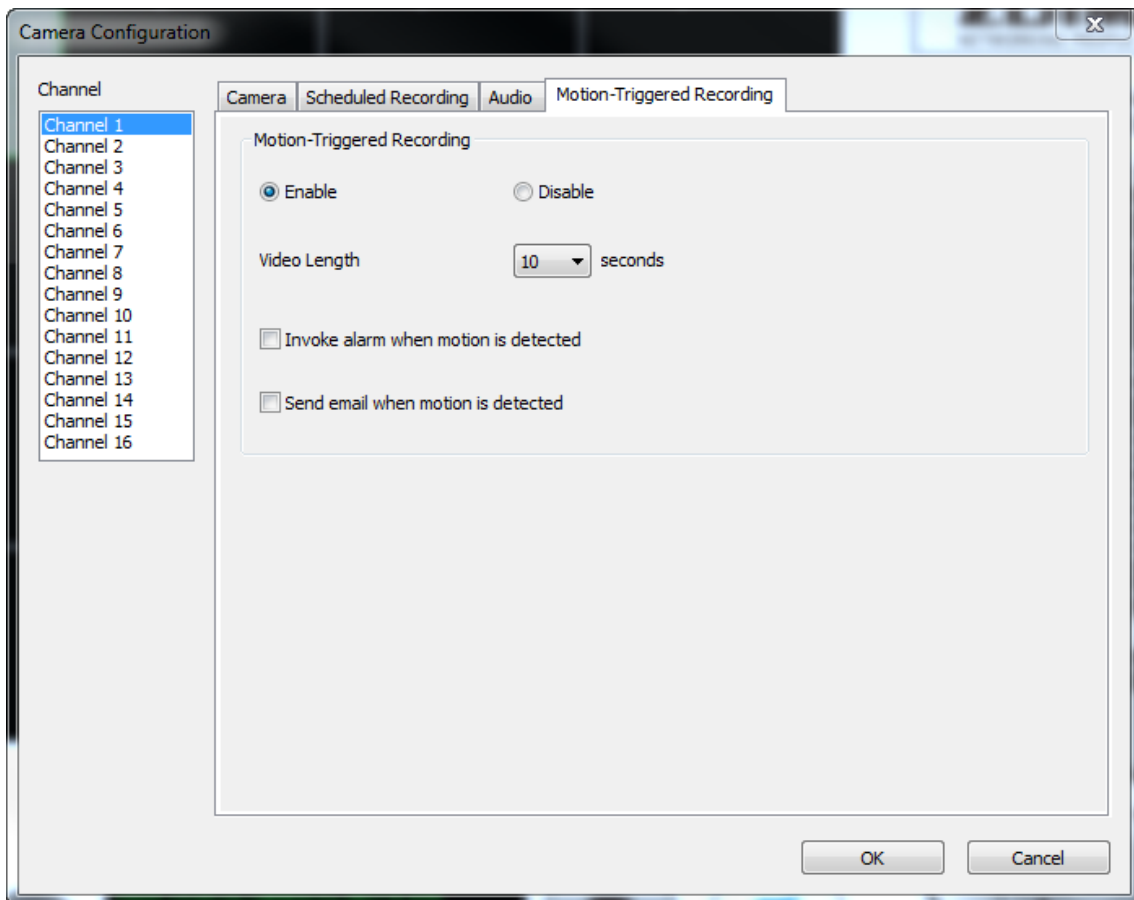 Camera Configuration
Channel
Channel 1
Channel 2
Channel 3
Channel 4
Channel 5
Channel 6
Channel 7
Channel 8
Channel 9
Channel 10
Channel 11
Channel 12
Channel 13
Channel 14
Channel 15
Channel 16
Camera
Scheduled Recording
Audio
Motion-Triggered Recording
Motion-Triggered Recording
Enable
Disable
Video Length
10
seconds
Invoke alarm when motion is detected
Send email when motion is detected
OK
Cancel